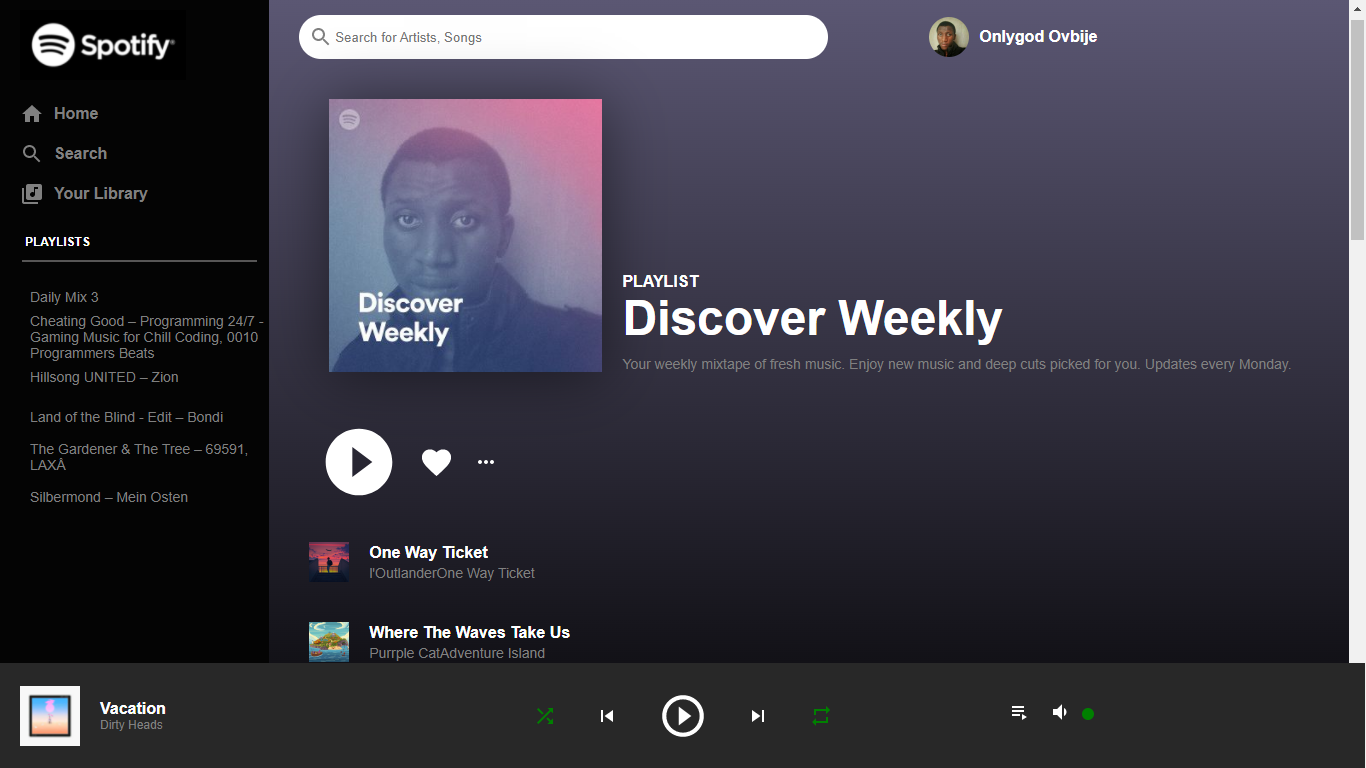 Spotify
Home
Search
Your Library
PLAYLISTS
Daily Mix 3
Cheating Good – Programming 24/7 -
Gaming Music for Chill Coding, 0010
Programmers Beats
Hillsong UNITED – Zion
Land of the Blind - Edit – Bondi
The Gardener & The Tree – 69591,
LAXÂ
Silbermond – Mein Osten
Search for Artists, Songs
Onlygod Ovbije
Discover
Weekly
PLAYLIST
Discover Weekly
Your weekly mixtape of fresh music. Enjoy new music and deep cuts picked for you. Updates every Monday.
One Way Ticket
l'OutlanderOne Way Ticket
Where The Waves Take Us
Purrple CatAdventure Island
Vacation
Dirty Heads